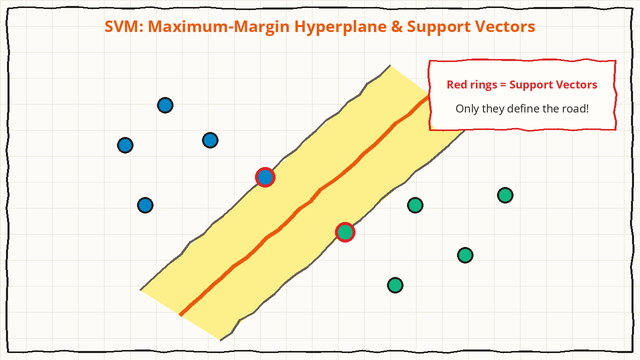 SVM: Maximum-Margin Hyperplane & Support Vectors
Red rings = Support Vectors
Only they define the road!